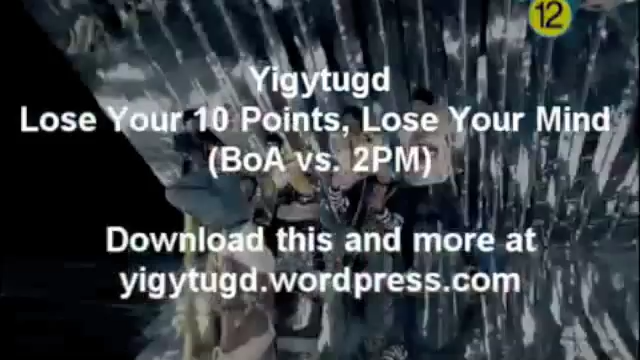 12
Yigytugd
Lose Your 10 Points, Lose Your Mind
(BoA vs. 2PM)
Download this and more at
yigytugd.wordpress.com